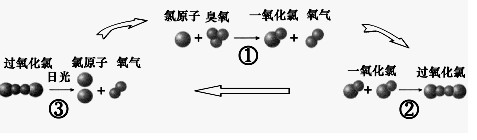 氯原子 臭氧 一氧化氯 氧气
+ → +
①
过氧化氯 氯原子 氧气
日光
→ +
③
一氧化氯 过氧化氯
+ →
②